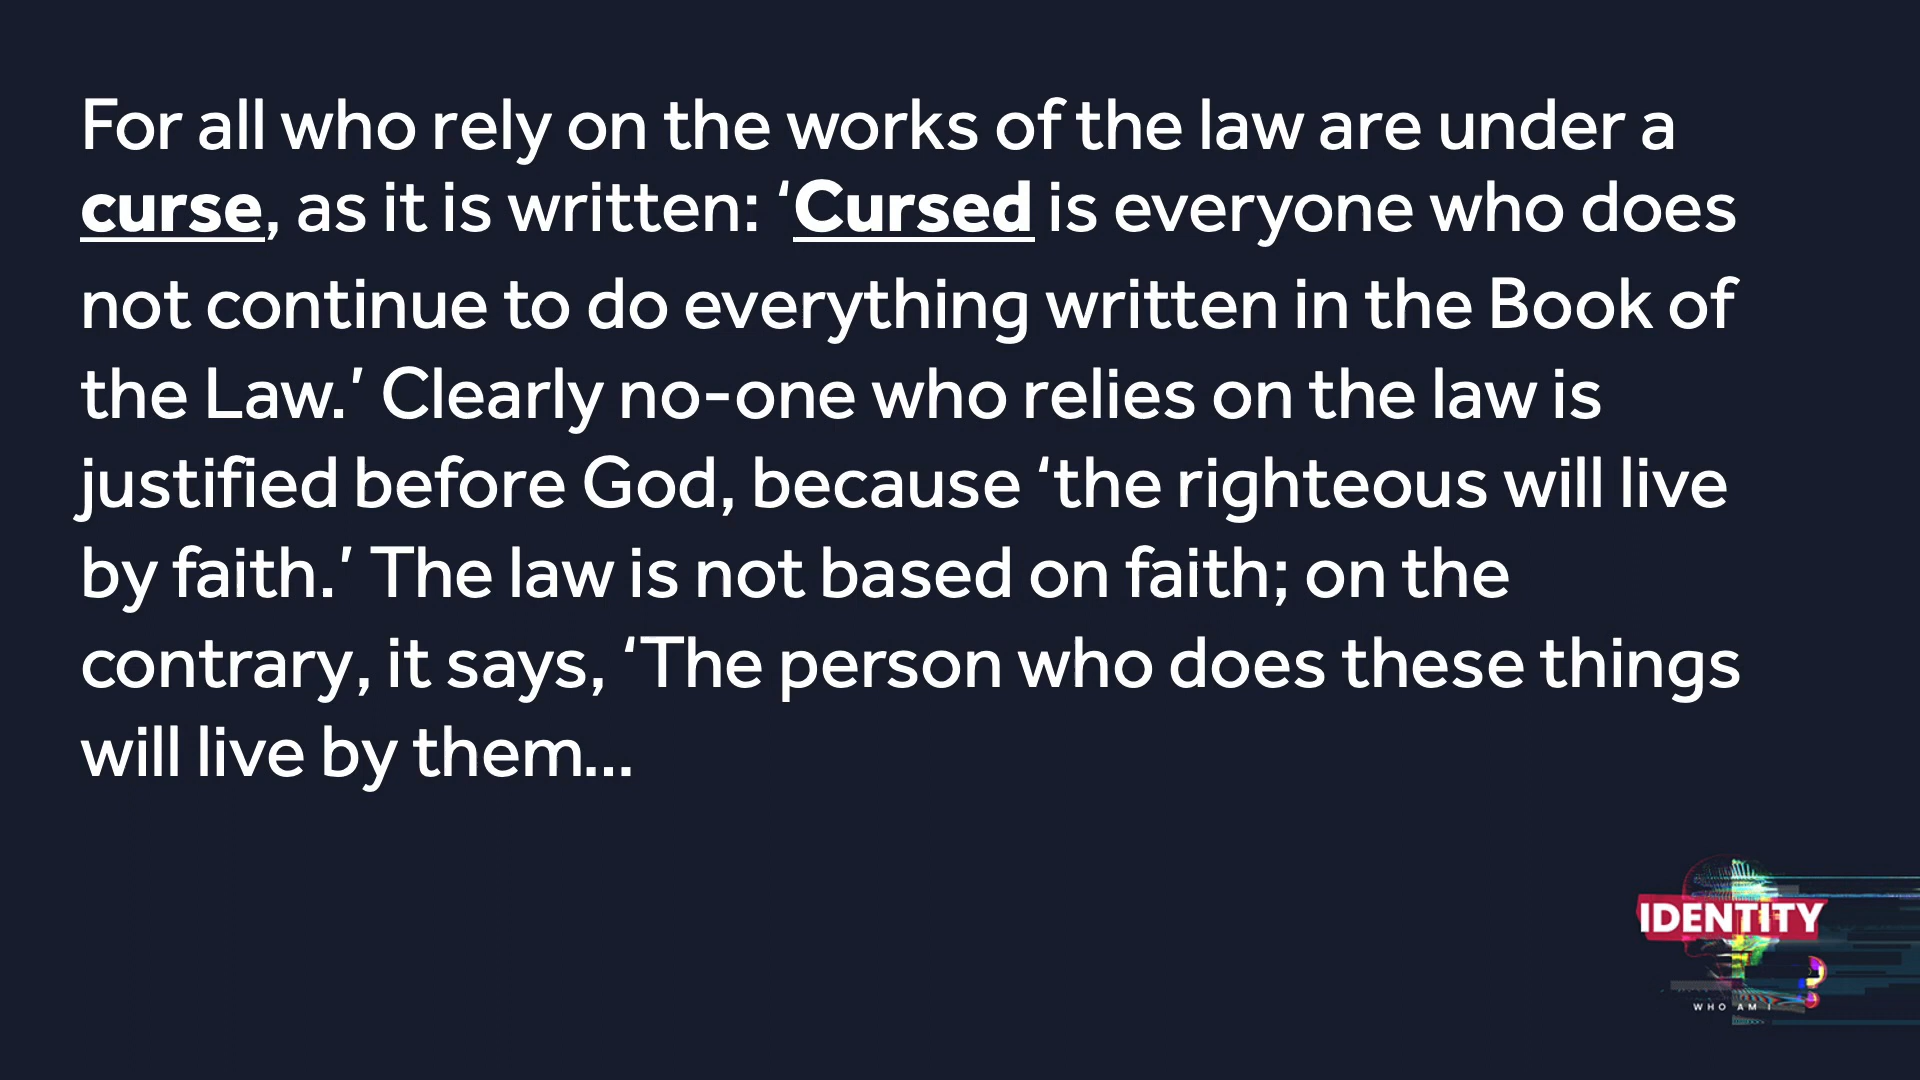 For all who rely on the works of the law are under a
curse, as it is written: ‘Cursed is everyone who does
not continue to do everything written in the Book of
the Law.’ Clearly no-one who relies on the law is
justified before God, because ‘the righteous will live
by faith.’ The law is not based on faith; on the
contrary, it says, ‘The person who does these things
will live by them...
IDENTITY
WHO AM I